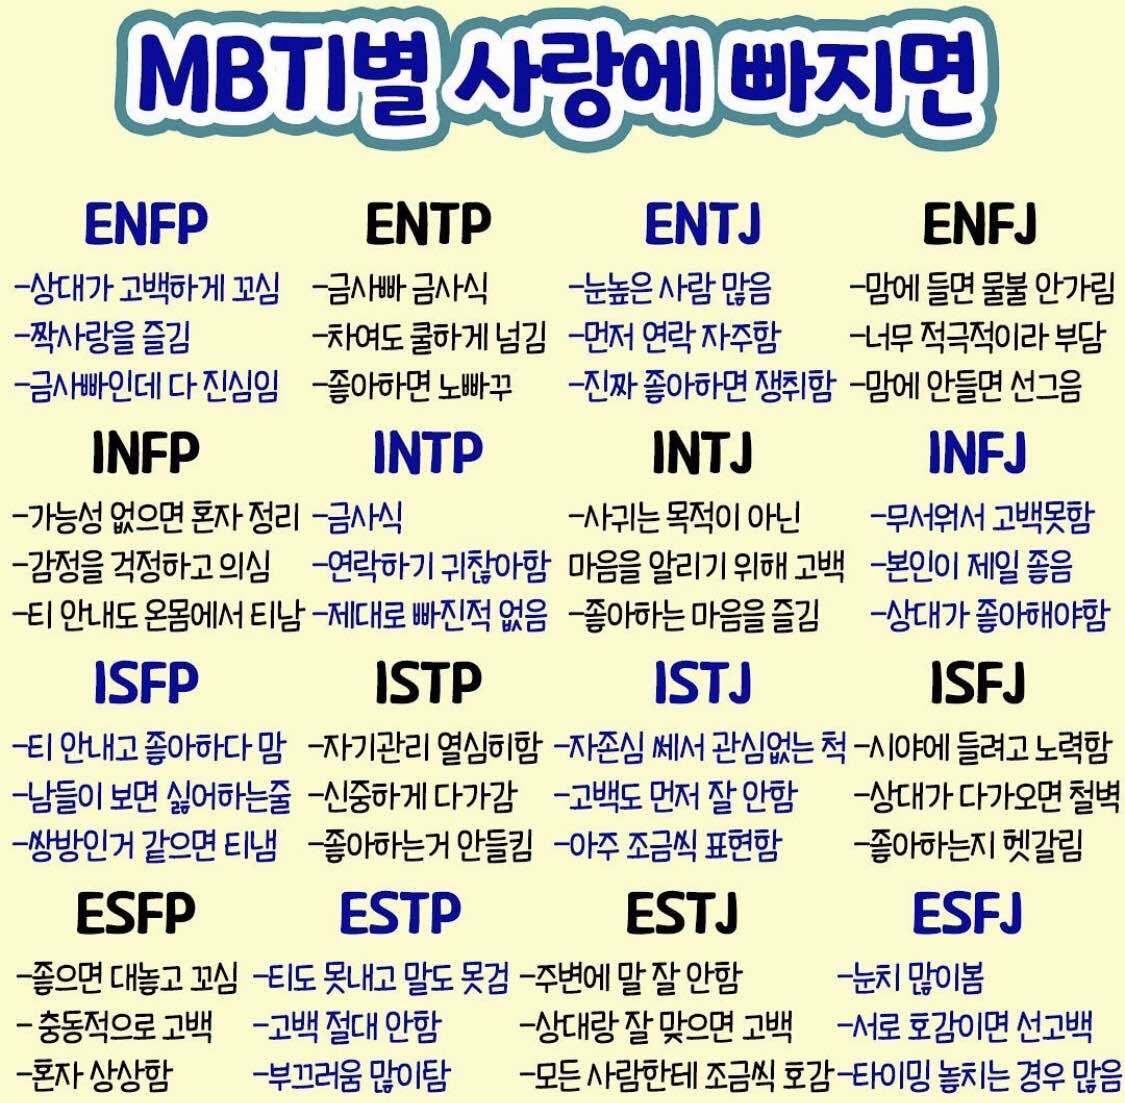 MBTI별 사랑에 빠지면
ENFP
-상대가 고백하게 꼬심
-짝사랑을 즐김
-금사빠인데 다 진심임
ENTP
-금사빠 금사식
-차여도 쿨하게 넘김
-좋아하면 노빠꾸
ENTJ
-눈높은 사람 많음
-먼저 연락 자주함
-진짜 좋아하면 쟁취함
ENFJ
-맘에 들면 물불 안가림
-너무 적극적이라 부담
-맘에 안들면 선그음
INFP
-가능성 없으면 혼자 정리
-감정을 걱정하고 의심
-티 안내도 온몸에서 티남
INTP
-금사식
-연락하기 귀찮아함
-제대로 빠진적 없음
INTJ
-사귀는 목적이 아닌
마음을 알리기 위해 고백
-좋아하는 마음을 즐김
INFJ
-무서워서 고백못함
-본인이 제일 좋음
-상대가 좋아해야함
ISFP
-티 안내고 좋아하다 맘
-남들이 보면 싫어하는줄
-쌍방인거 같으면 티냄
ISTP
-자기관리 열심히함
-신중하게 다가감
-좋아하는거 안들킴
ISTJ
-자존심 쎄서 관심없는 척
-고백도 먼저 잘 안함
-아주 조금씩 표현함
ISFJ
-시야에 들려고 노력함
-상대가 다가오면 철벽
-좋아하는지 헷갈림
ESFP
-좋으면 대놓고 꼬심
- 충동적으로 고백
-혼자 상상함
ESTP
-티도 못내고 말도 못검
-고백 절대 안함
-부끄러움 많이탐
ESTJ
-주변에 말 잘 안함
-상대랑 잘 맞으면 고백
-모든 사람한테 조금씩 호감
ESFJ
-눈치 많이봄
-서로 호감이면 선고백
-타이밍 놓치는 경우 많음